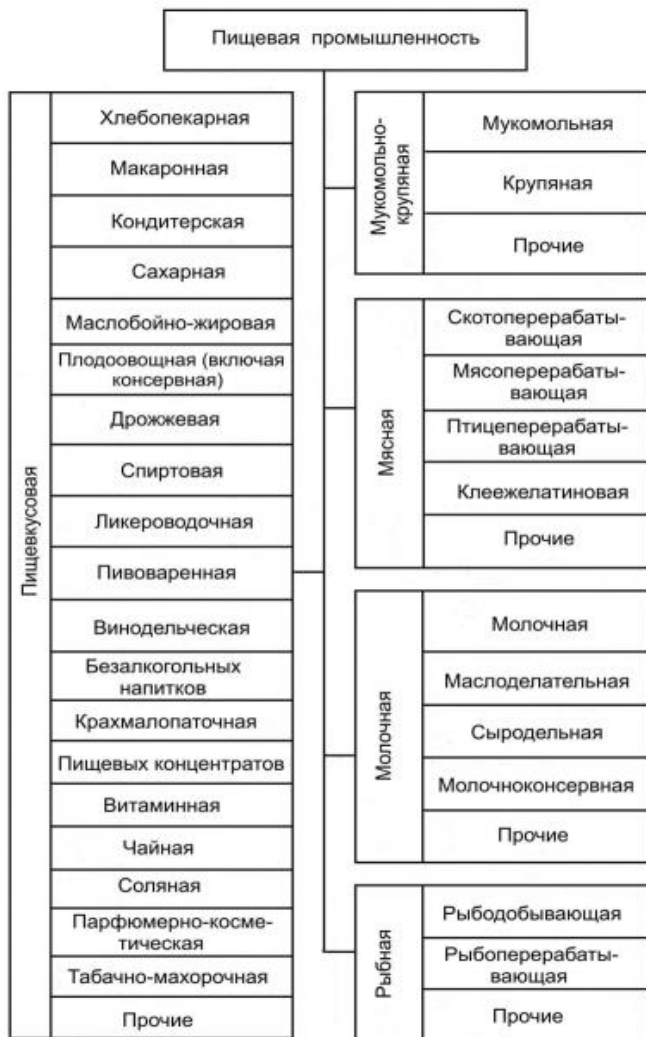 Пищевая промышленность
Пищевкусовая
Хлебопекарная
Макаронная
Кондитерская
Сахарная
Маслобойно-жировая
Плодоовощная (включая
консервная)
Дрожжевая
Спиртовая
Ликероводочная
Пивоваренная
Винодельческая
Безалкогольных
напитков
Крахмалопаточная
Пищевых концентратов
Витаминная
Чайная
Соляная
Парфюмерно-косме-
тическая
Табачно-махорочная
Прочие
Мукомольно-
крупяная
Мукомольная
Крупяная
Прочие
Мясная
Скотоперерабаты-
вающая
Мясоперерабаты-
вающая
Птицеперерабаты-
вающая
Клеежелатиновая
Прочие
Молочная
Молочная
Маслоделательная
Сыродельная
Молочноконсервная
Прочие
Рыбная
Рыбодобывающая
Рыбоперерабаты-
вающая
Прочие